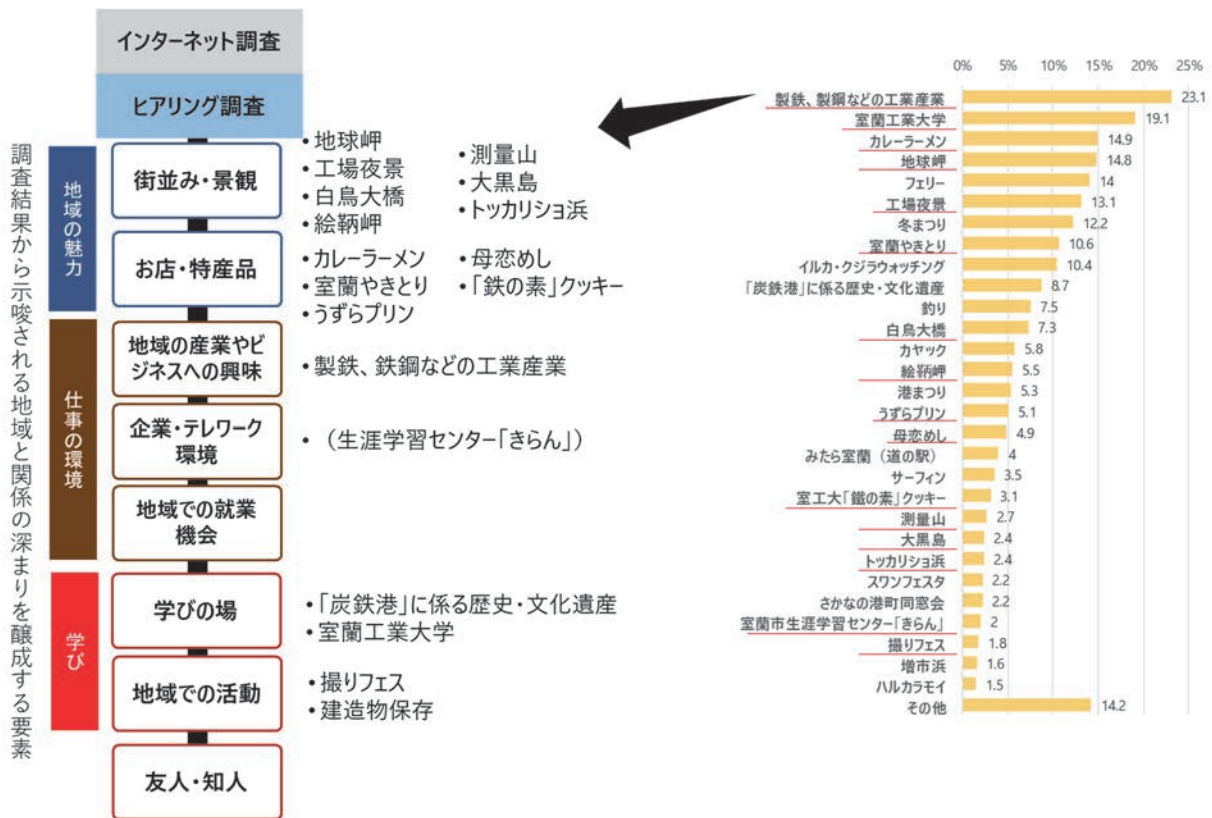 インターネット調査
ヒアリング調査
調査結果から示唆される地域と関係の深まりを醸成する要素
地域の魅力
街並み・景観
・地球岬
・工場夜景
・白鳥大橋
・絵鞆岬
・測量山
・大黒島
・トッカリショ浜
お店・特産品
・カレーラーメン
・室蘭やきとり
・うずらプリン
・母恋めし
・「鉄の素」クッキー
仕事の環境
地域の産業やビ
ジネスへの興味
・製鉄、鉄鋼などの工業産業
企業・テレワーク
環境
・（生涯学習センター「きらん」）
地域での就業
機会
学び
学びの場
・「炭鉄港」に係る歴史・文化遺産
・室蘭工業大学
地域での活動
・撮りフェス
・建造物保存
友人・知人
0% 5% 10% 15% 20% 25%
製鉄、製鋼などの工業産業 23.1
室蘭工業大学 19.1
カレーラーメン 14.9
地球岬 14.8
フェリー 14
工場夜景 13.1
冬まつり 12.2
室蘭やきとり 10.6
イルカ・クジラウォッチング 10.4
「炭鉄港」に係る歴史・文化遺産 8.7
釣り 7.5
白鳥大橋 7.3
カヤック 5.8
絵鞆岬 5.5
港まつり 5.3
うずらプリン 5.1
母恋めし 4.9
みたら室蘭（道の駅） 4
サーフィン 3.5
室工大「鐵の素」クッキー 3.1
測量山 2.7
大黒島 2.4
トッカリショ浜 2.4
スワンフェスタ 2.2
さかなの港町同窓会 2.2
室蘭市生涯学習センター「きらん」 2
撮りフェス 1.8
増市浜 1.6
ハルカラモイ 1.5
その他 14.2